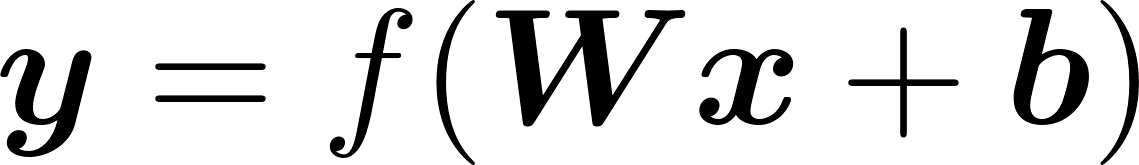 y = f(Wx + b)